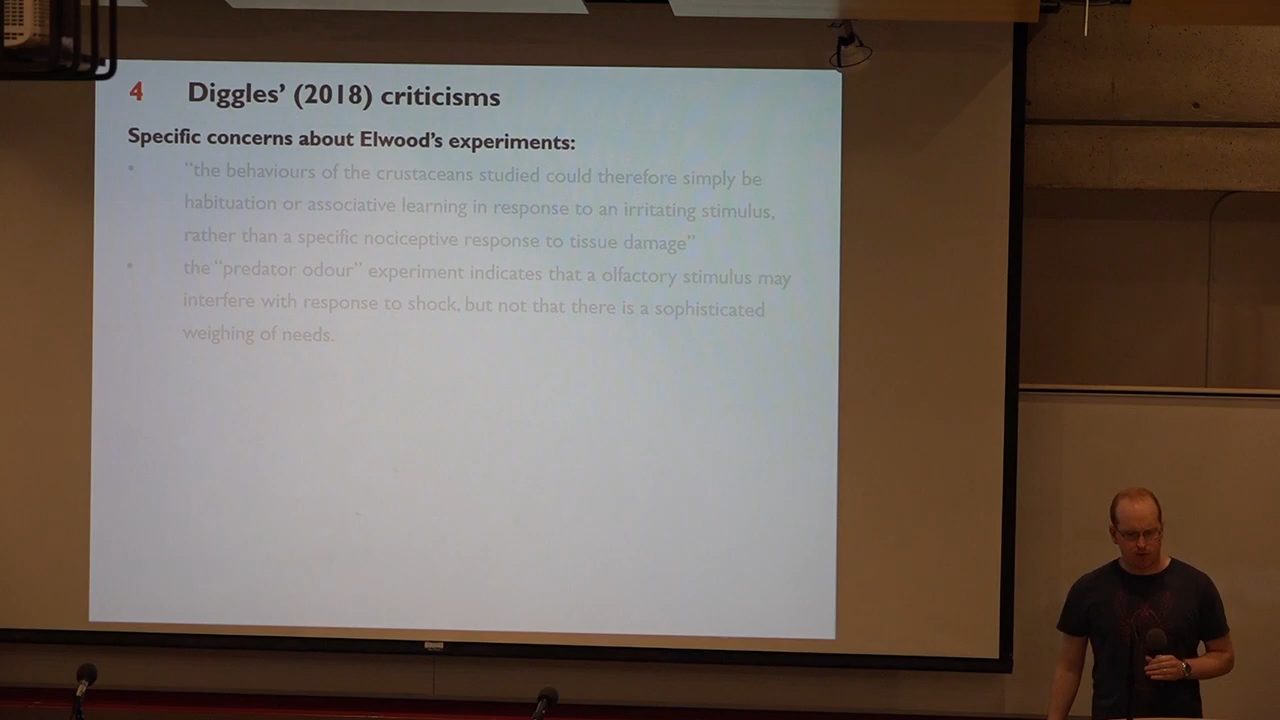 4 Diggles’ (2018) criticisms
Specific concerns about Elwood’s experiments:
• “the behaviours of the crustaceans studied could therefore simply be
habituation or associative learning in response to an irritating stimulus,
rather than a specific nociceptive response to tissue damage”
• the “predator odour” experiment indicates that a olfactory stimulus may
interfere with response to shock, but not that there is a sophisticated
weighing of needs.